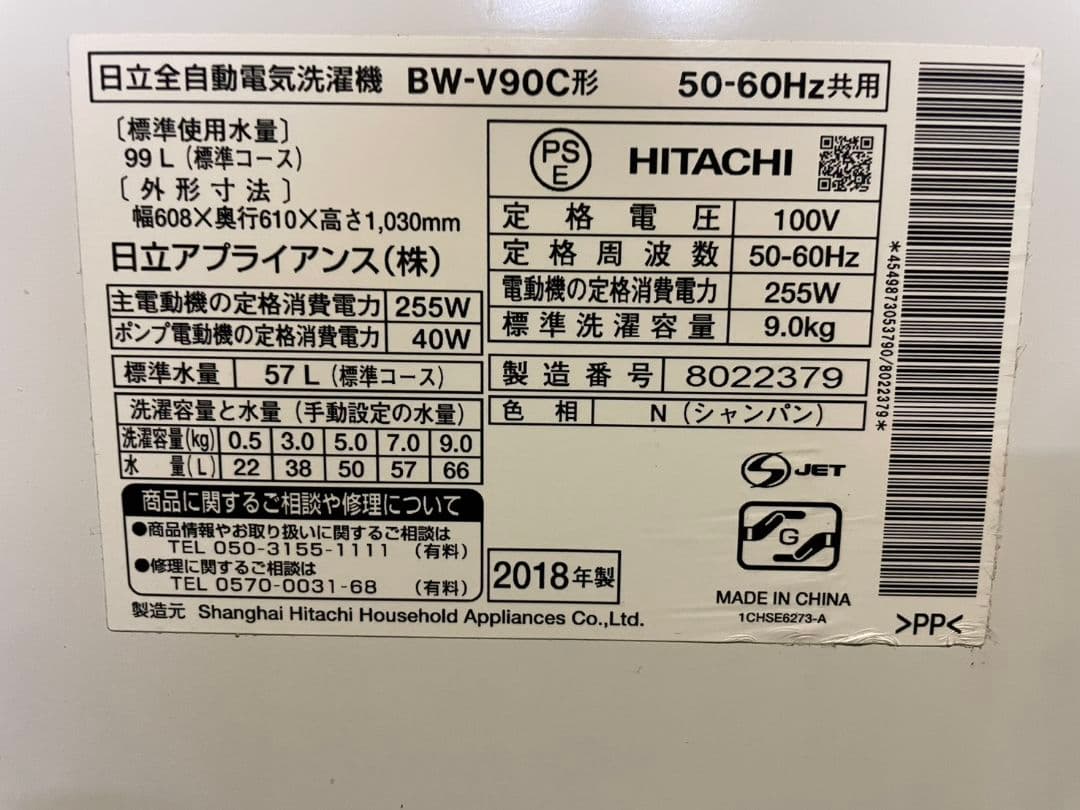 日立全自動電気洗濯機 BW-V90C形 50-60Hz共用
〔標準使用水量〕
99 L（標準コース）
〔外形寸法〕
幅608×奥行610×高さ1,030mm
日立アプライアンス（株）
主電動機の定格消費電力 255W
ポンプ電動機の定格消費電力 40W
標準水量 57 L（標準コース）
洗濯容量と水量（手動設定の水量）
洗濯容量(kg) 0.5 3.0 5.0 7.0 9.0
水量(L) 22 38 50 57 66
商品に関するご相談や修理について
●商品情報やお取り扱いに関するご相談は
TEL 050-3155-1111 （有料）
●修理に関するご相談は
TEL 0570-0031-68 （有料）
製造元 Shanghai Hitachi Household Appliances Co.,Ltd.
PSE HITACHI
定格電圧 100V
定格周波数 50-60Hz
電動機の定格消費電力 255W
標準洗濯容量 9.0kg
製造番号 8022379
色相 N（シャンパン）
S JET
G
2018年製
MADE IN CHINA
1CHSE6273-A
>PP<
*4549873053790/8022379*